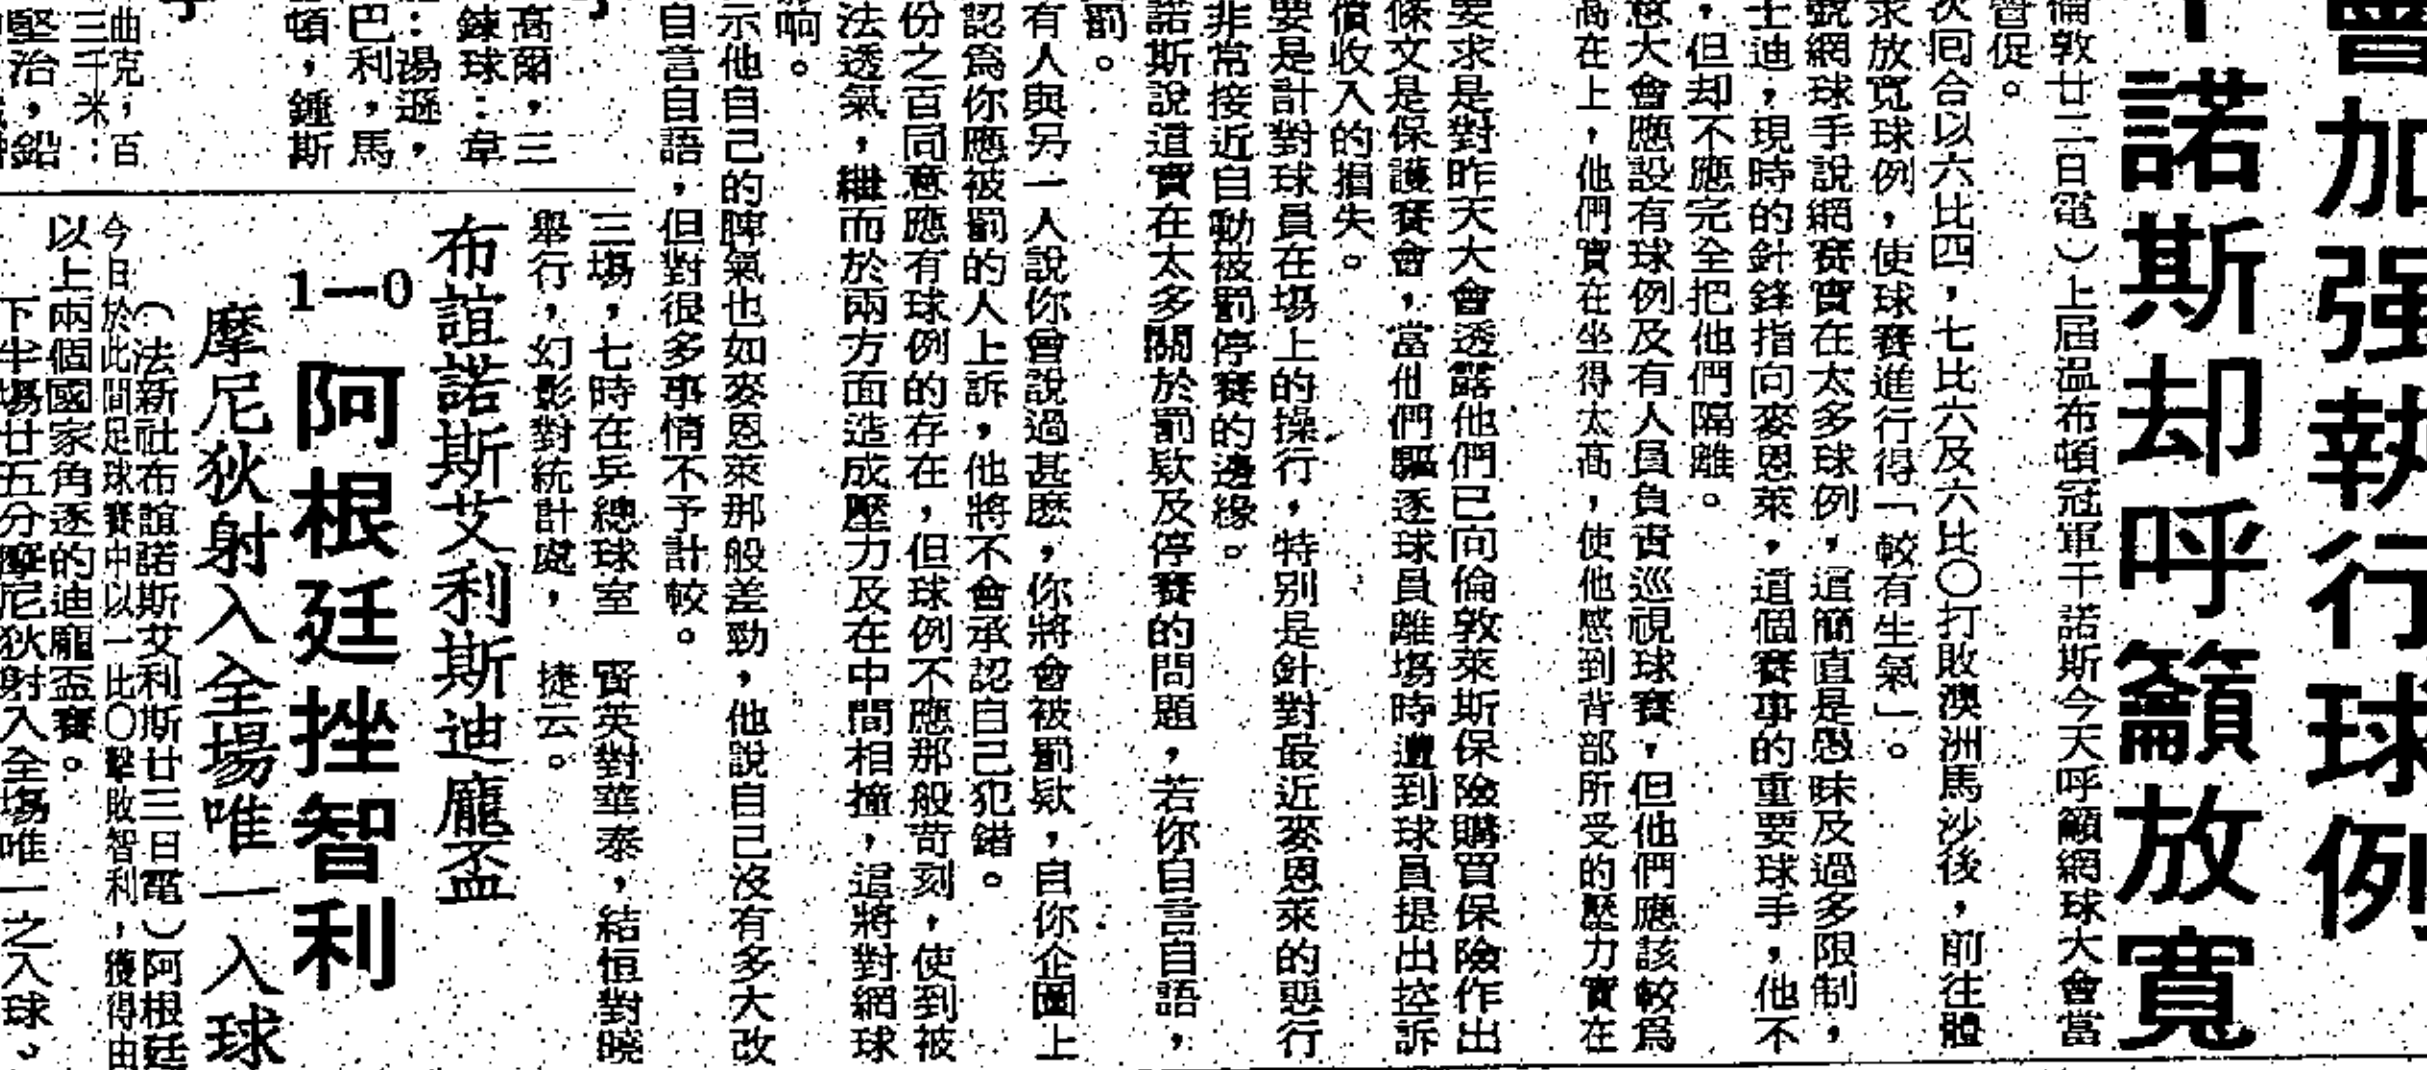 會加强執行球例
干諾斯却呼籲放寬
倫敦廿二日電）上屆温布頓冠軍干諾斯今天呼籲網球大會當
督促。
次回合以六比四，七比六及六比〇打敗澳洲馬沙後，前往體
求放寬球例，使球賽進行得「較有生氣」。
號網球手說網賽實在太多球例，這簡直是愚昧及過多限制，
士迪，現時的針鋒指向麥恩萊，這個賽事的重要球手，他不
，但却不應完全把他們隔離。
慈大會應設有球例及有人員負責巡視球賽，但他們應該較爲
高在上，他們實在坐得太高，使他感到背部所受的壓力實在
要求是對昨天大會透露他們已向倫敦萊斯保險購買保險作出
條文是保護賽會，當他們驅逐球員離場時遭到球員提出控訴
償收入的損失。
要是計對球員在場上的操行，特別是針對最近麥恩萊的惡行
非常接近自動被罰停賽的邊緣。
諾斯說道實在太多關於罰欵及停賽的問題，若你自言自語，
罰。
有人與另一人說你曾說過甚麽，你將會被罰欵，自你企圖上
認爲你應被罰的人上訴，他將不會承認自己犯錯。
份之百同意應有球例的存在，但球例不應那般苛刻，使到被
法透氣，繼而於兩方面造成壓力及在中間相撞，這將對網球
响。
示他自己的脾氣也如麥恩萊那般差勁，他說自己沒有多大改
自言自語，但對很多事情不予計較。
高爾，三
鍊球：韋
：湯遜，
巴利，馬
頓，鍾斯
曲克，百
三千米：
堅治，鉛
三場，七時在乒總球室　賓英對華泰，結恒對曉
舉行，幻影對統計處，　捷云。
布誼諾斯艾利斯迪龐盃
1—0阿根廷挫智利
摩尼狄射入全場唯一入球
（法新社布誼諾斯艾利斯廿三日電）阿根廷
今日於此間足球賽中以一比〇擊敗智利，獲得由
以上兩個國家角逐的迪龐盃賽。
下半場廿五分摩尼狄射入全場唯一之入球、